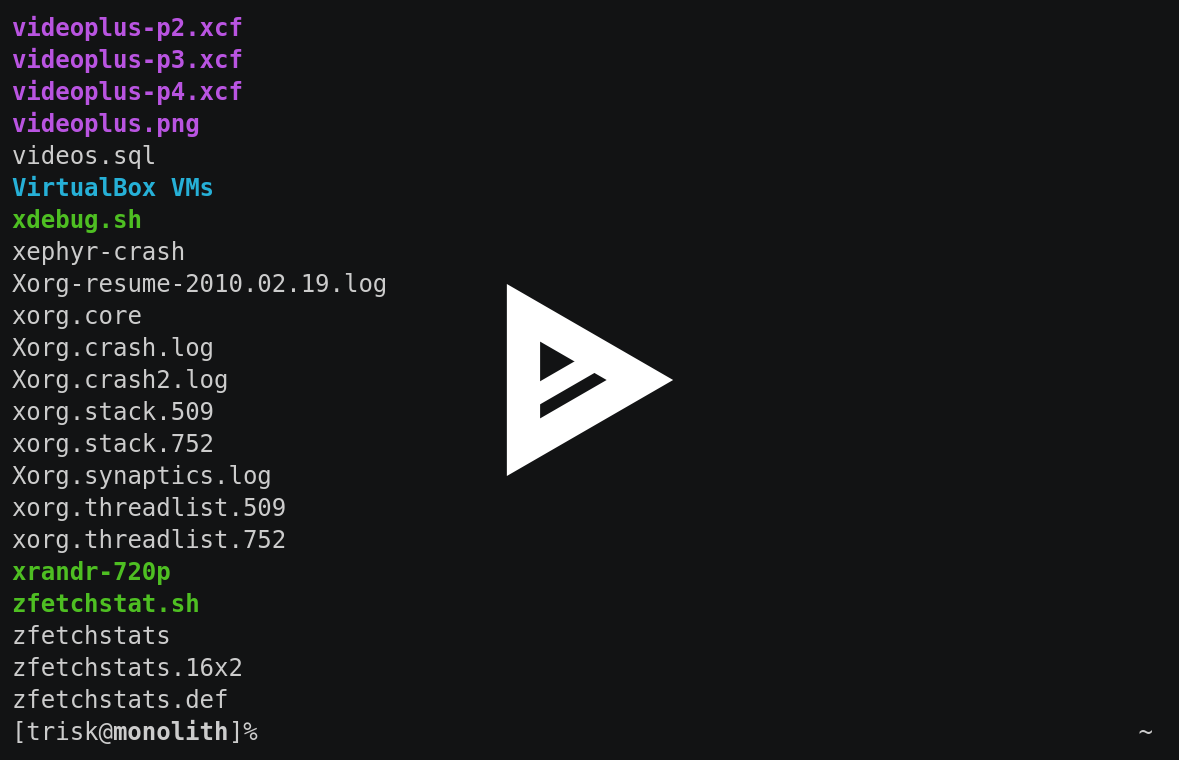 videoplus-p2.xcf
videoplus-p3.xcf
videoplus-p4.xcf
videoplus.png
videos.sql
VirtualBox VMs
xdebug.sh
xephyr-crash
Xorg-resume-2010.02.19.log
xorg.core
Xorg.crash.log
Xorg.crash2.log
xorg.stack.509
xorg.stack.752
Xorg.synaptics.log
xorg.threadlist.509
xorg.threadlist.752
xrandr-720p
zfetchstat.sh
zfetchstats
zfetchstats.16x2
zfetchstats.def
[trisk@monolith]% ~